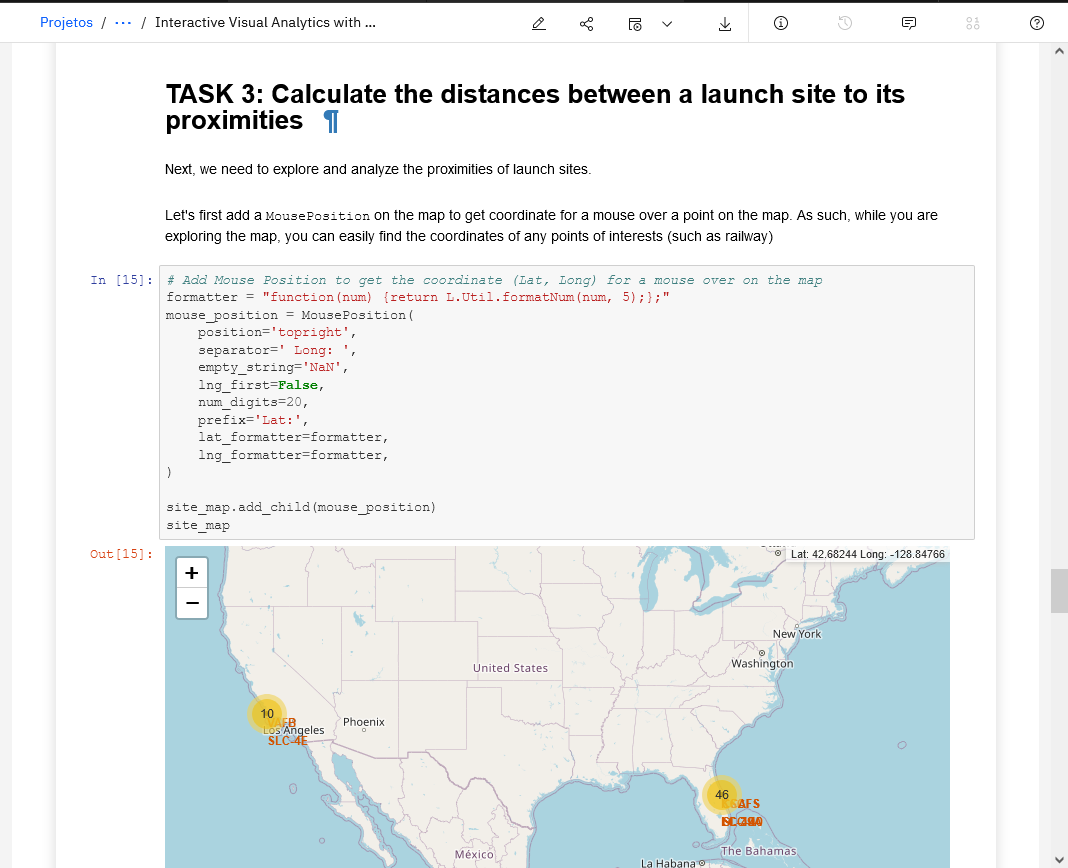 Projetos / ··· / Interactive Visual Analytics with ...
TASK 3: Calculate the distances between a launch site to its
proximities ¶
Next, we need to explore and analyze the proximities of launch sites.
Let's first add a MousePosition on the map to get coordinate for a mouse over a point on the map. As such, while you are
exploring the map, you can easily find the coordinates of any points of interests (such as railway)
In [15]:
# Add Mouse Position to get the coordinate (Lat, Long) for a mouse over on the map
formatter = "function(num) {return L.Util.formatNum(num, 5);};"
mouse_position = MousePosition(
    position='topright',
    separator=' Long: ',
    empty_string='NaN',
    lng_first=False,
    num_digits=20,
    prefix='Lat:',
    lat_formatter=formatter,
    lng_formatter=formatter,
)
site_map.add_child(mouse_position)
site_map
Out[15]:
Lat: 42.68244 Long: -128.84766
+
−
New York
Washington
United States
10
Phoenix
Los Angeles
SLC-4E
46
The Bahamas
México
La Habana